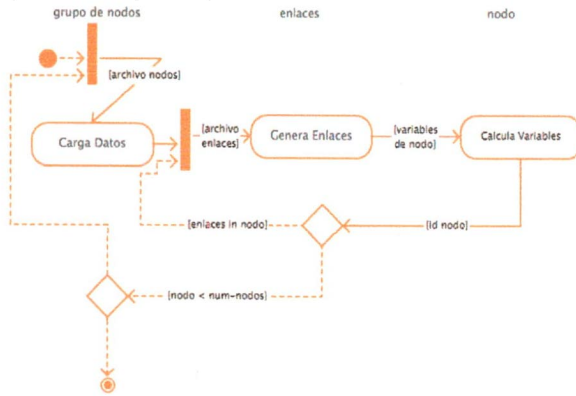 grupo de nodos
enlaces
nodo
[archivo nodos]
Carga Datos
[archivo
enlaces]
Genera Enlaces
[variables
de nodo]
Calcula Variables
[enlaces in nodo]
[id nodo]
[nodo < num-nodos]